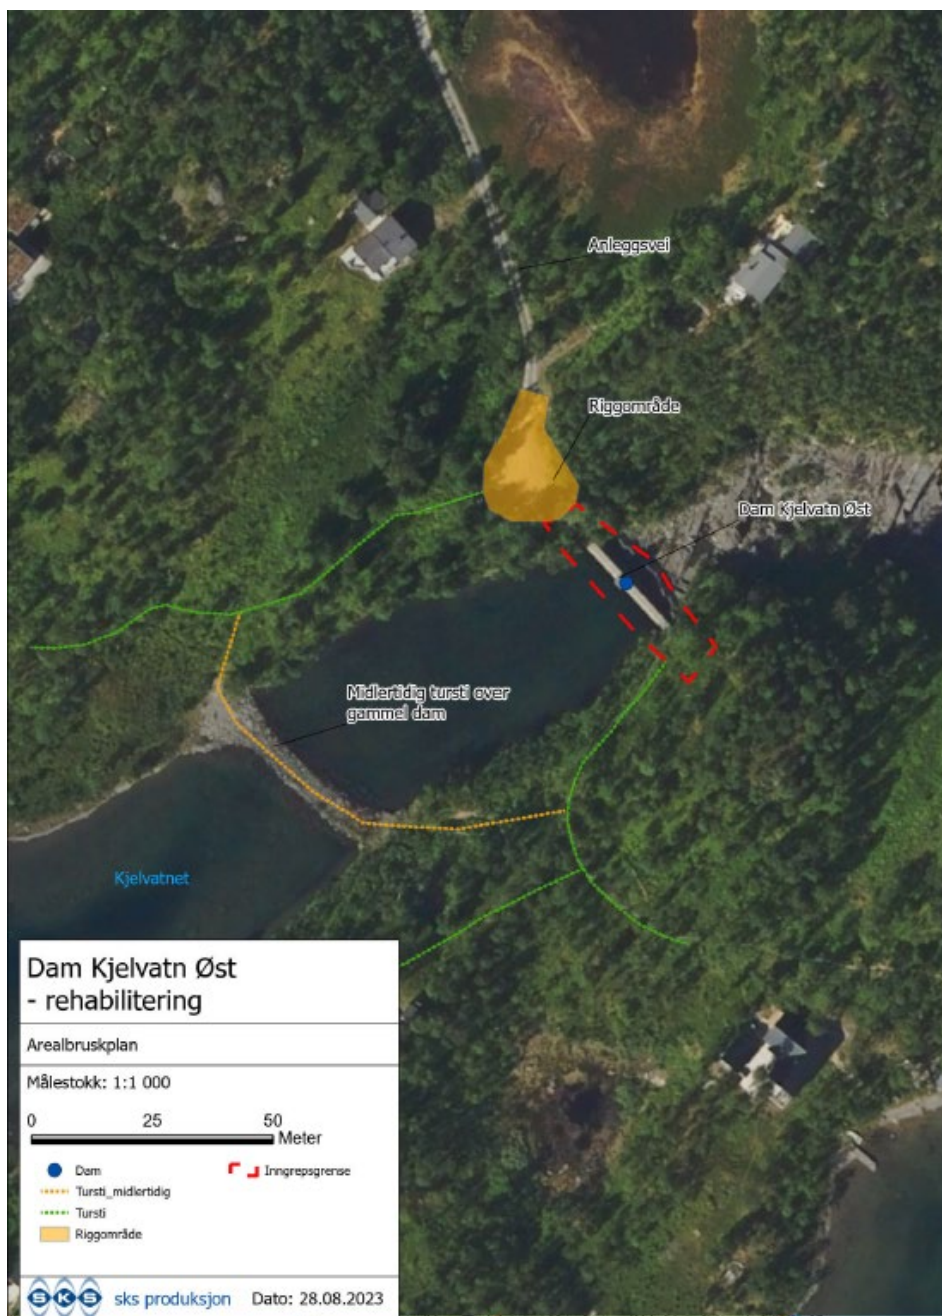 Anleggsvei
Riggområde
Dam Kjelvatn Øst
Midlertidig tursti over
gammel dam
Kjelvatnet
Dam Kjelvatn Øst
- rehabilitering
Arealbruskplan
Målestokk: 1:1 000
0 25 50
Meter
Dam
Inngrepsgrense
Tursti_midlertidig
Tursti
Riggområde
SKS sks produksjon Dato: 28.08.2023